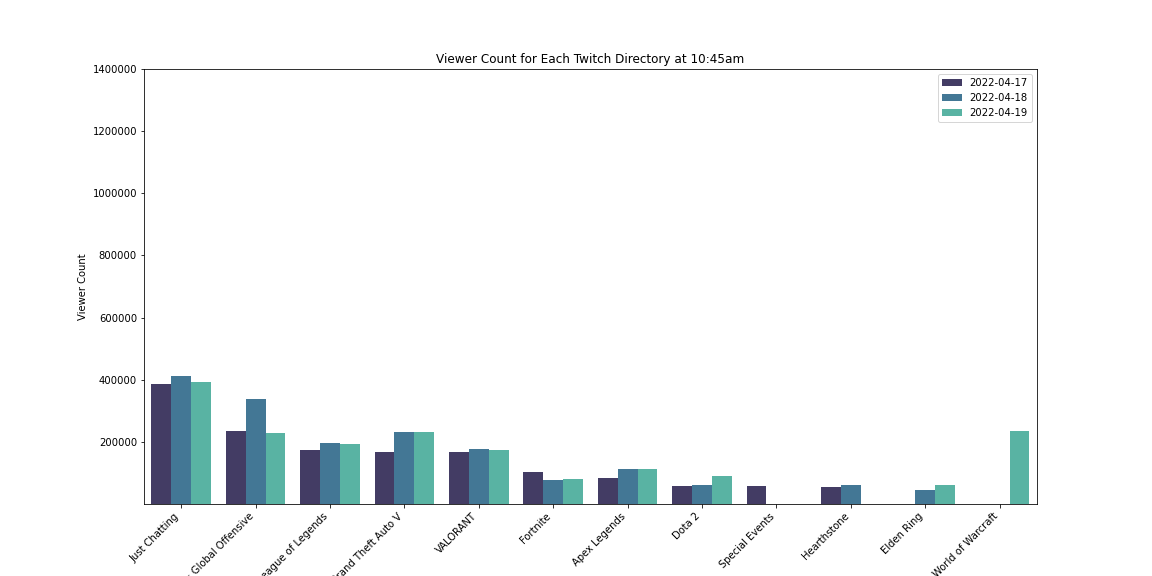 Viewer Count for Each Twitch Directory at 10:45am
1400000
1200000
1000000
800000
600000
400000
200000
Viewer Count
2022-04-17
2022-04-18
2022-04-19
Just Chatting
Global Offensive
eague of Legends
rand Theft Auto V
VALORANT
Fortnite
Apex Legends
Dota 2
Special Events
Hearthstone
Elden Ring
World of Warcraft